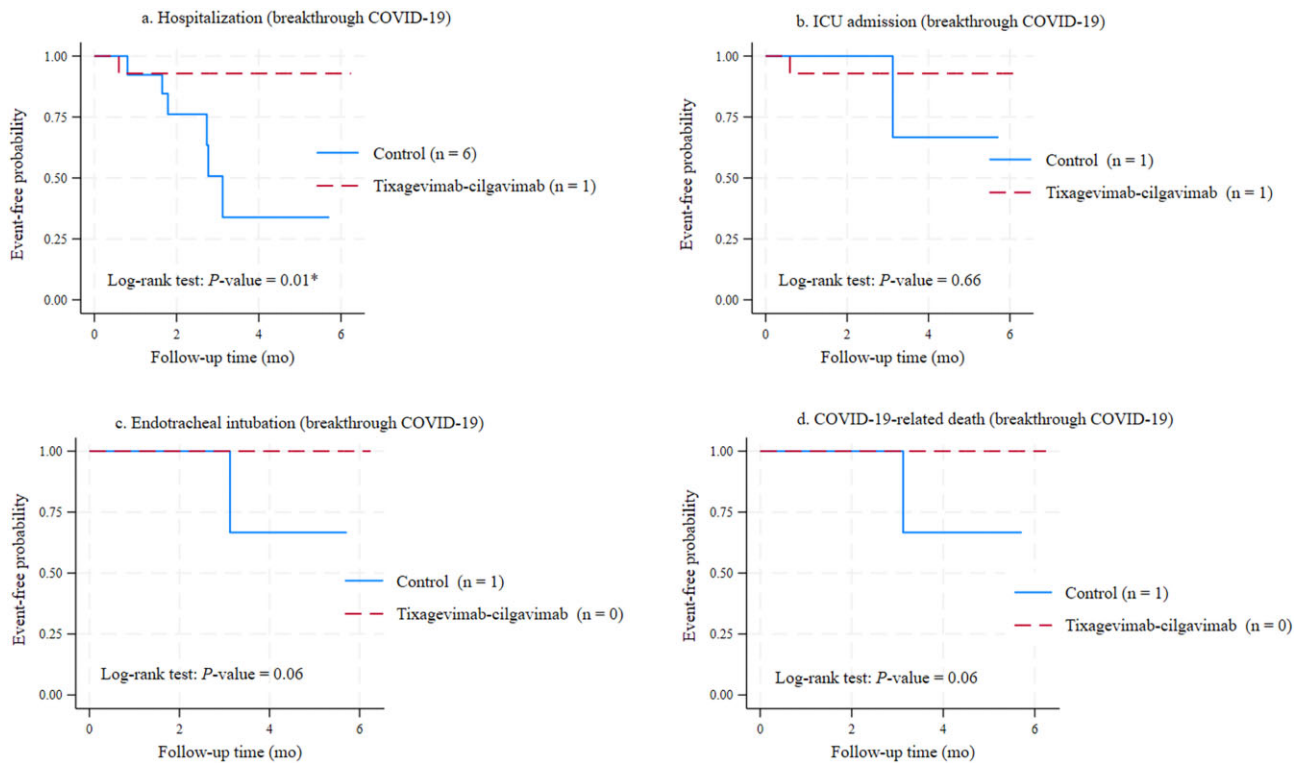 a. Hospitalization (breakthrough COVID-19)
Event-free probability
1.00
0.75
0.50
0.25
0.00
Control (n = 6)
Tixagevimab-cilgavimab (n = 1)
Log-rank test: P-value = 0.01*
0 2 4 6
Follow-up time (mo)
b. ICU admission (breakthrough COVID-19)
Event-free probability
1.00
0.75
0.50
0.25
0.00
Control (n = 1)
Tixagevimab-cilgavimab (n = 1)
Log-rank test: P-value = 0.66
0 2 4 6
Follow-up time (mo)
c. Endotracheal intubation (breakthrough COVID-19)
Event-free probability
1.00
0.75
0.50
0.25
0.00
Control (n = 1)
Tixagevimab-cilgavimab (n = 0)
Log-rank test: P-value = 0.06
0 2 4 6
Follow-up time (mo)
d. COVID-19-related death (breakthrough COVID-19)
Event-free probability
1.00
0.75
0.50
0.25
0.00
Control (n = 1)
Tixagevimab-cilgavimab (n = 0)
Log-rank test: P-value = 0.06
0 2 4 6
Follow-up time (mo)